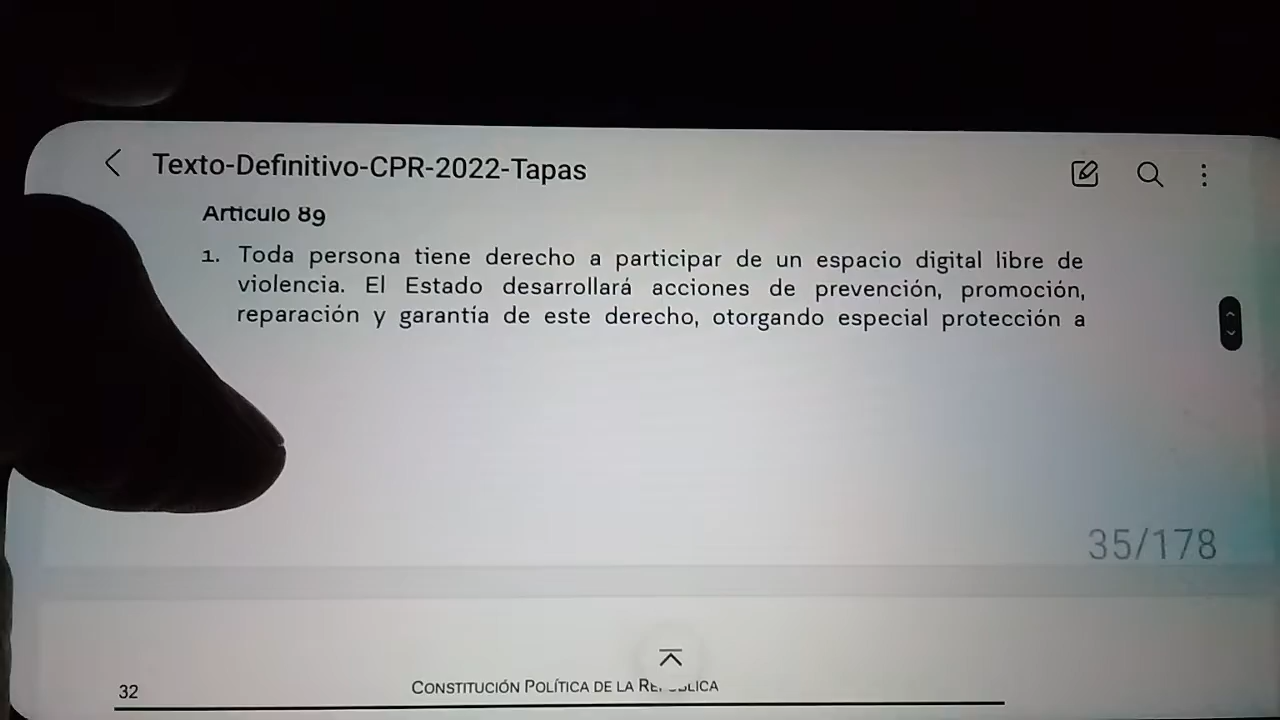 Texto-Definitivo-CPR-2022-Tapas
Artículo 89
1. Toda persona tiene derecho a participar de un espacio digital libre de
violencia. El Estado desarrollará acciones de prevención, promoción,
reparación y garantía de este derecho, otorgando especial protección a
35/178
32
CONSTITUCIÓN POLÍTICA DE LA